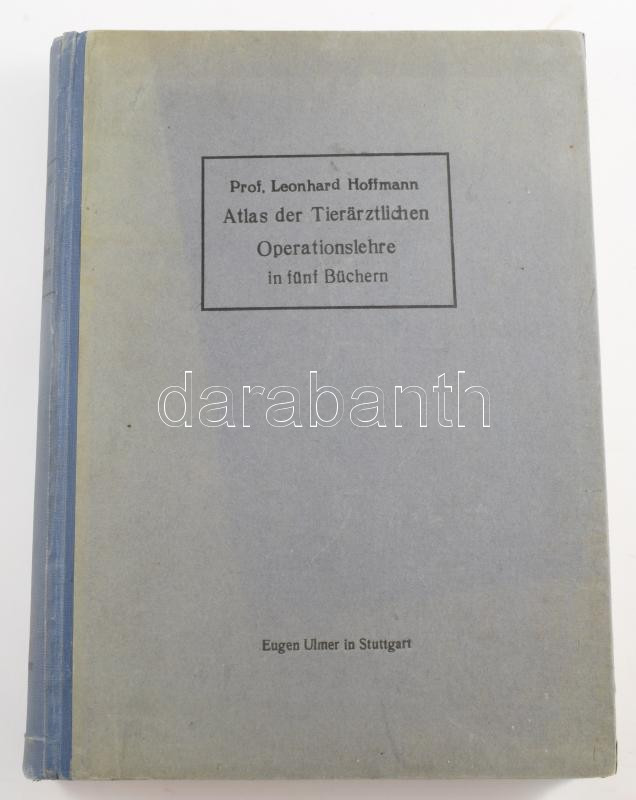 Prof. Leonhard Hoffmann
Atlas der Tierärztlichen
Operationslehre
in fünf Büchern
darabanth
Eugen Ulmer in Stuttgart